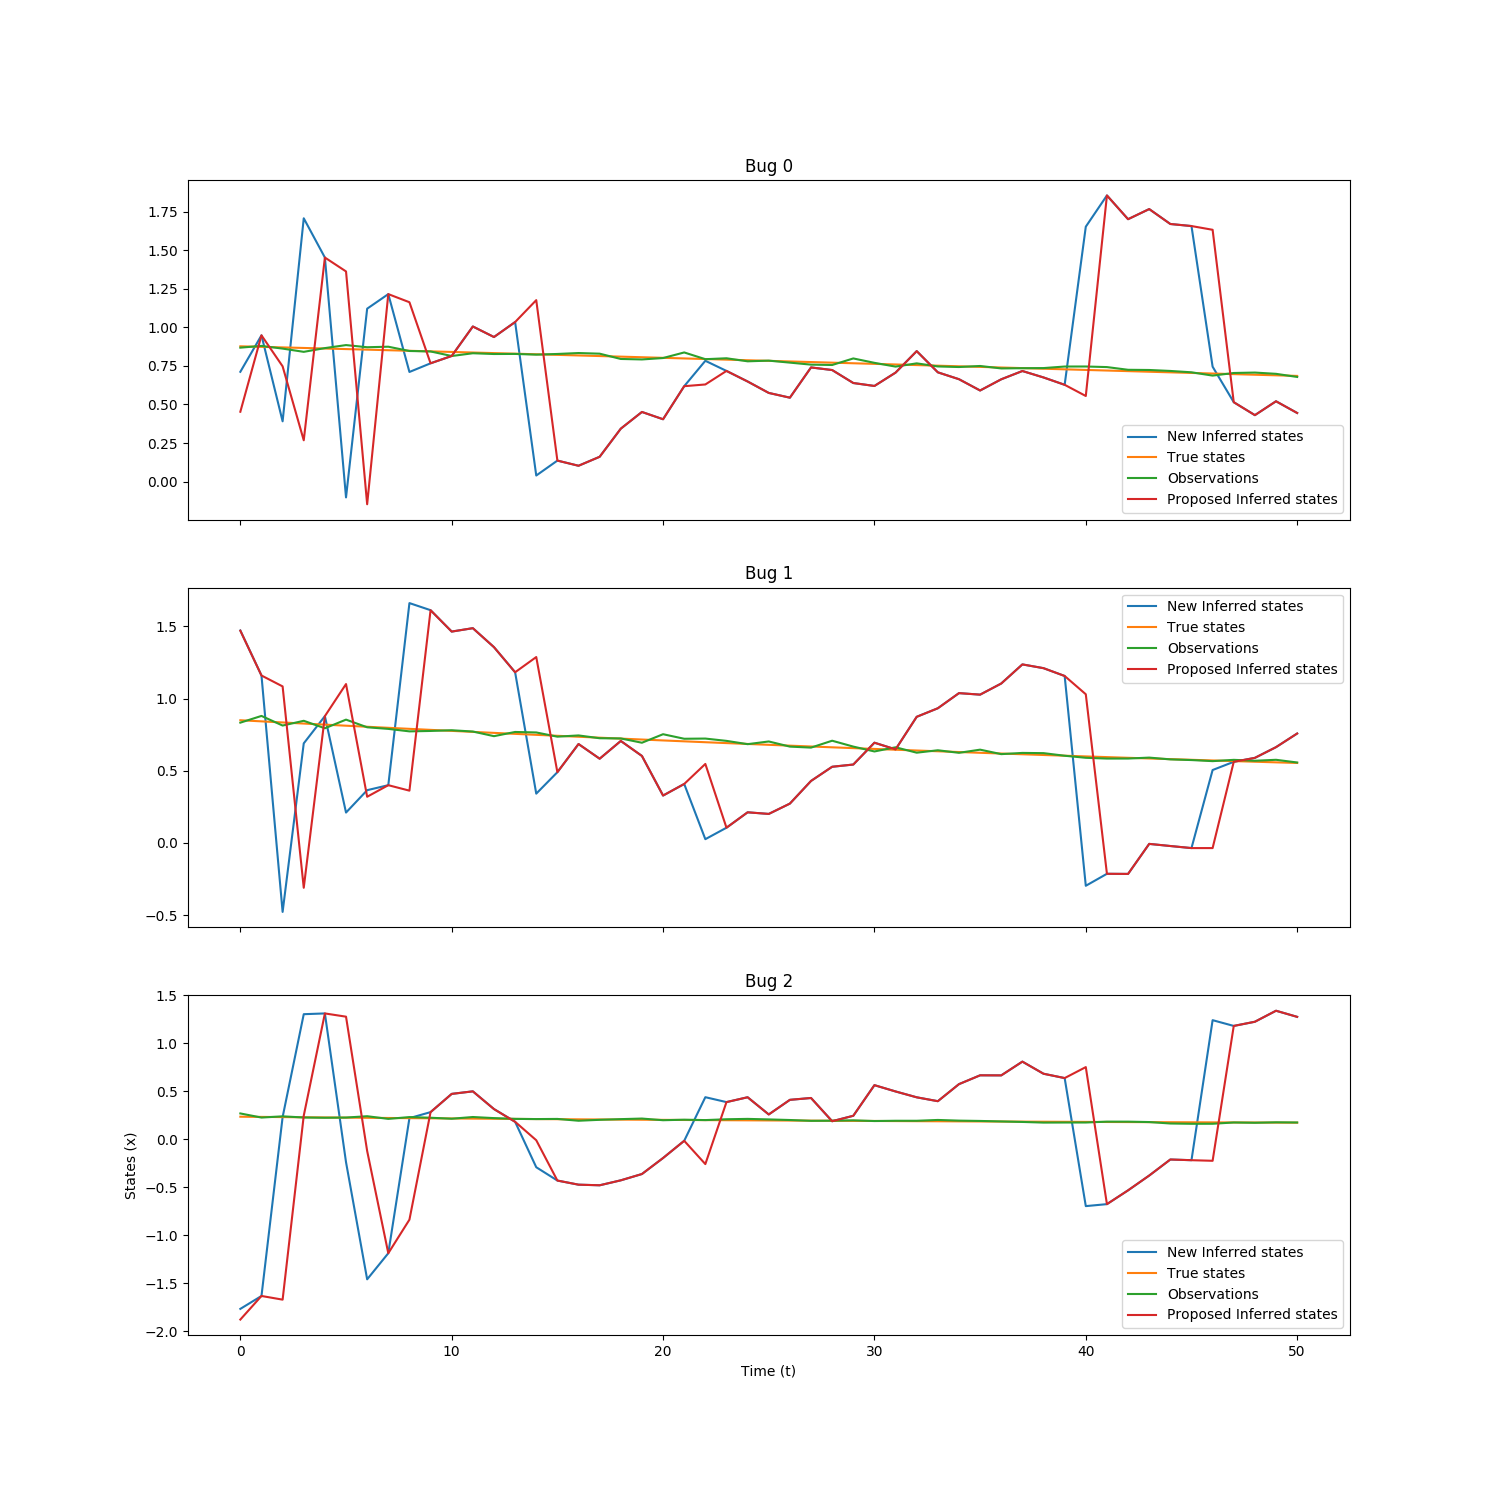 Bug 0
1.75
1.50
1.25
1.00
0.75
0.50
0.25
0.00
New Inferred states
True states
Observations
Proposed Inferred states
Bug 1
1.5
1.0
0.5
0.0
−0.5
New Inferred states
True states
Observations
Proposed Inferred states
Bug 2
1.5
1.0
0.5
0.0
−0.5
−1.0
−1.5
−2.0
States (x)
New Inferred states
True states
Observations
Proposed Inferred states
0 10 20 30 40 50
Time (t)